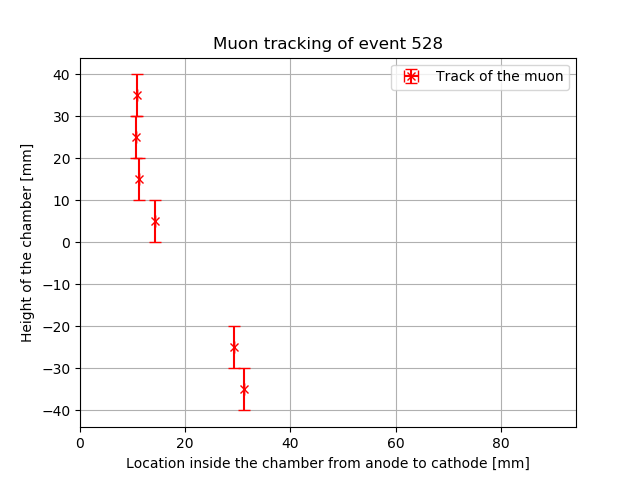 Muon tracking of event 528
Track of the muon
Height of the chamber [mm]
40
30
20
10
0
−10
−20
−30
−40
0 20 40 60 80
Location inside the chamber from anode to cathode [mm]